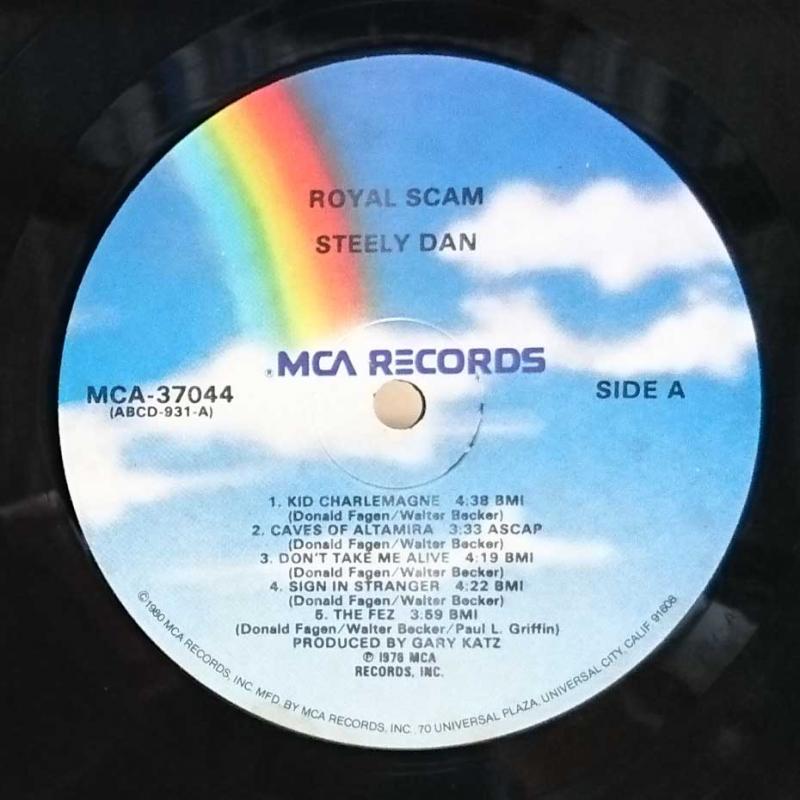 ROYAL SCAM
STEELY DAN
® MCA RECORDS
MCA-37044
(ABCD-931-A)
SIDE A
1. KID CHARLEMAGNE 4:38 BMI
(Donald Fagen/Walter Becker)
2. CAVES OF ALTAMIRA 3:33 ASCAP
(Donald Fagen/Walter Becker)
3. DON'T TAKE ME ALIVE 4:19 BMI
(Donald Fagen/Walter Becker)
4. SIGN IN STRANGER 4:22 BMI
(Donald Fagen/Walter Becker)
5. THE FEZ 3:59 BMI
(Donald Fagen/Walter Becker/Paul L. Griffin)
PRODUCED BY GARY KATZ
℗ 1976 MCA
RECORDS, INC.
©1980 MCA RECORDS, INC. MFD. BY MCA RECORDS, INC., 70 UNIVERSAL PLAZA, UNIVERSAL CITY, CALIF. 91608